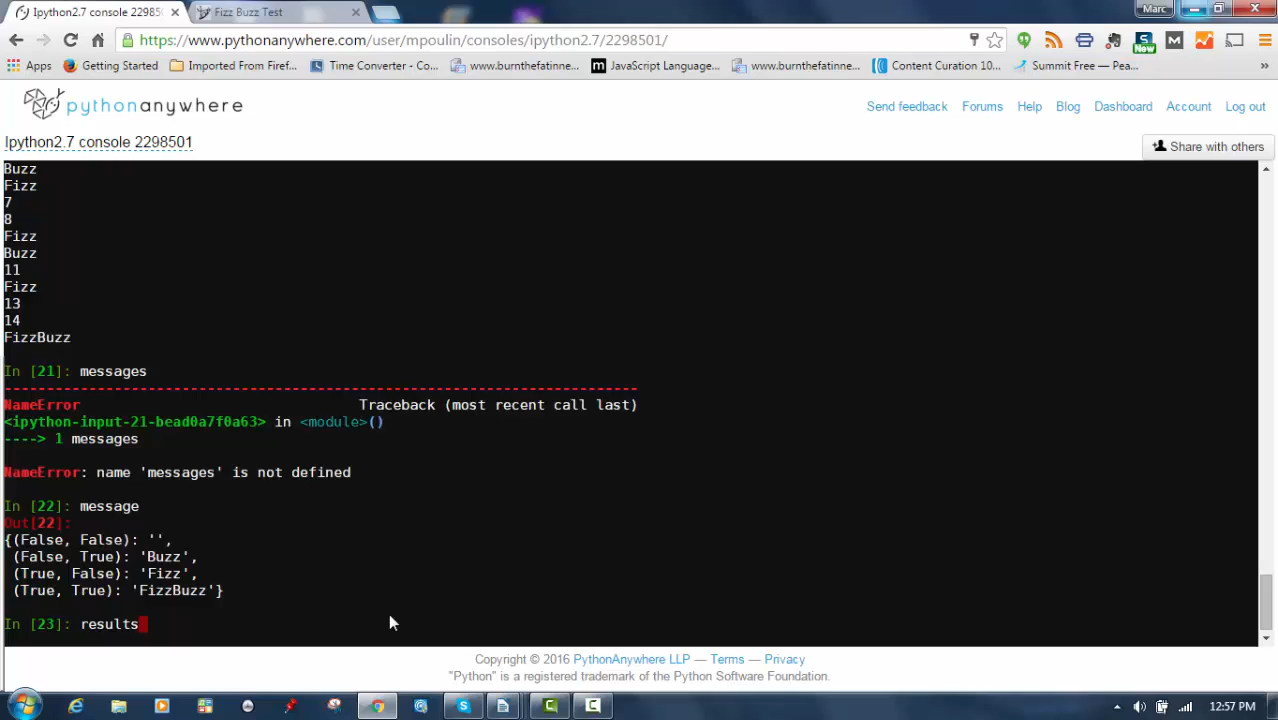 Ipython2.7 console 22985
Fizz Buzz Test
Marc
https://www.pythonanywhere.com/user/mpoulin/consoles/ipython2.7/2298501/
New
Apps Getting Started Imported From Firef... Time Converter - Co... www.burnthefatinne... JavaScript Language... www.burnthefatinne... Content Curation 10... Summit Free — Pea... »
pythonanywhere
Send feedback Forums Help Blog Dashboard Account Log out
Ipython2.7 console 2298501
Share with others
Buzz
Fizz
7
8
Fizz
Buzz
11
Fizz
13
14
FizzBuzz
In [21]: messages
---------------------------------------------------------------------------
NameError Traceback (most recent call last)
<ipython-input-21-bead0a7f0a63> in <module>()
----> 1 messages
NameError: name 'messages' is not defined
In [22]: message
Out[22]:
{(False, False): '',
(False, True): 'Buzz',
(True, False): 'Fizz',
(True, True): 'FizzBuzz'}
In [23]: results
Copyright © 2016 PythonAnywhere LLP — Terms — Privacy
"Python" is a registered trademark of the Python Software Foundation.
12:57 PM